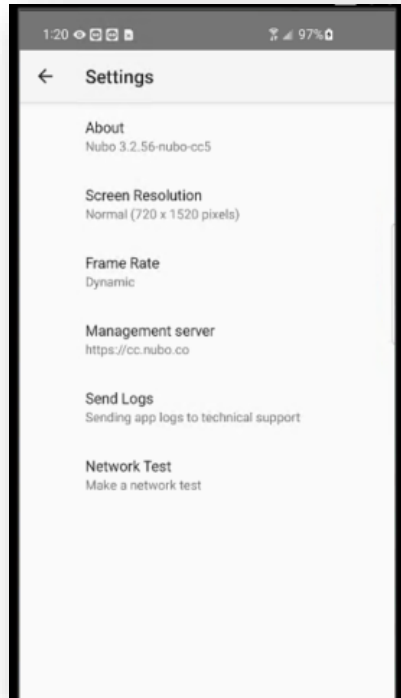 1:20 97%
Settings
About
Nubo 3.2.56-nubo-cc5
Screen Resolution
Normal (720 x 1520 pixels)
Frame Rate
Dynamic
Management server
https://cc.nubo.co
Send Logs
Sending app logs to technical support
Network Test
Make a network test